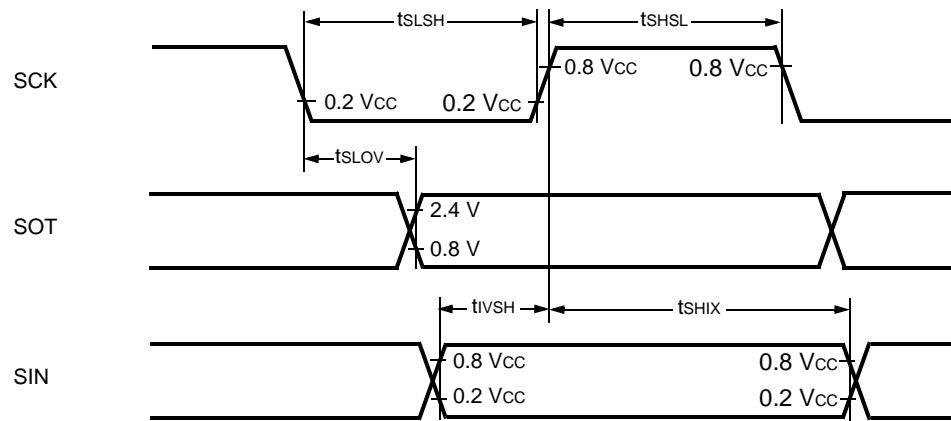 tSLSH tSHSL
SCK 0.2 VCC 0.2 VCC 0.8 VCC 0.8 VCC
tSLOV
SOT 2.4 V
0.8 V
tIVSH tSHIX
SIN 0.8 VCC 0.8 VCC
0.2 VCC 0.2 VCC